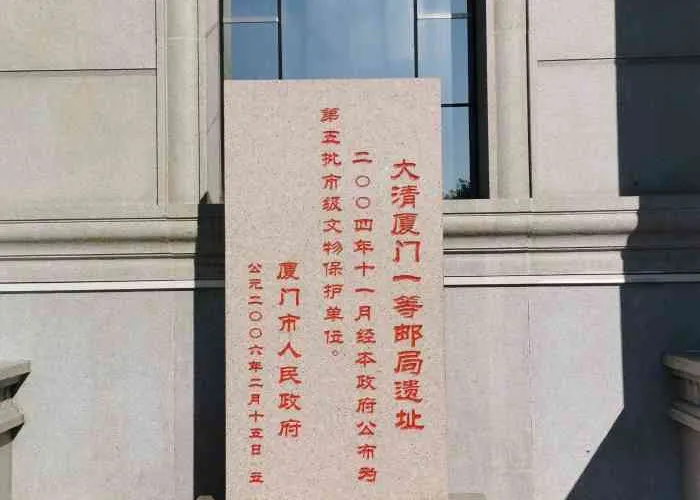 大清厦门一等邮局遗址
二〇〇四年十一月经本政府公布为
第五批市级文物保护单位。
厦门市人民政府
公元二〇〇六年二月十五日 立